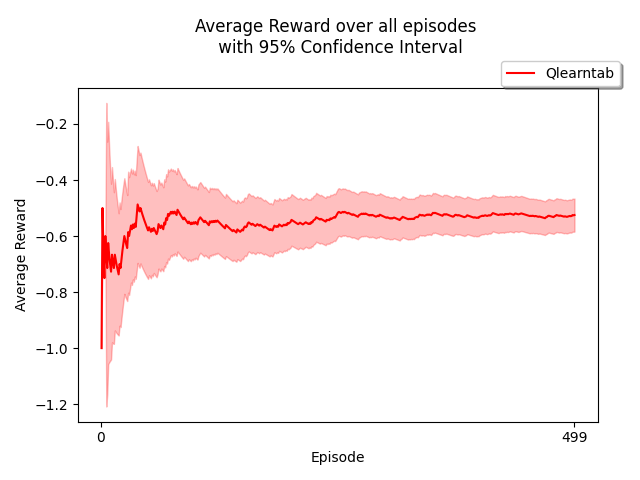 Average Reward over all episodes
with 95% Confidence Interval
Qlearntab
−0.2
−0.4
−0.6
−0.8
−1.0
−1.2
Average Reward
0
499
Episode